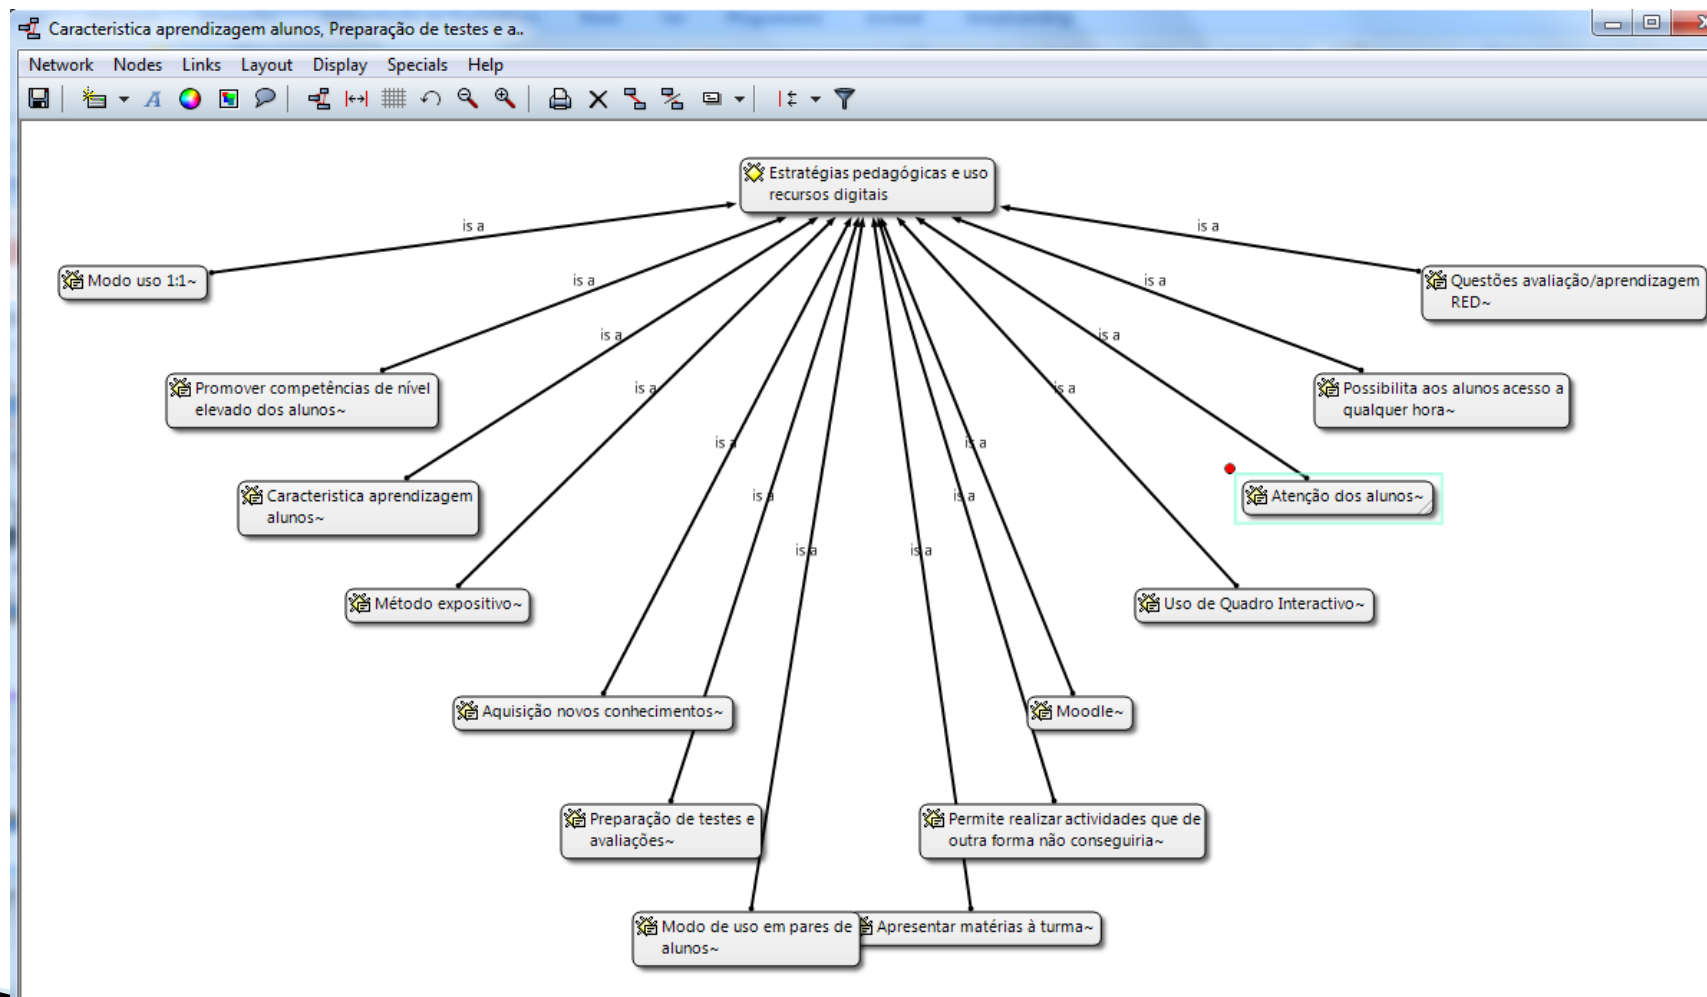 Caracteristica aprendizagem alunos, Preparação de testes e a..
Network Nodes Links Layout Display Specials Help
Estratégias pedagógicas e uso
recursos digitais
is a
is a
Modo uso 1:1~
is a
is a
Questões avaliação/aprendizagem
RED~
is a
is a
Promover competências de nível
elevado dos alunos~
is a
is a
Possibilita aos alunos acesso a
qualquer hora~
is a
is a
Caracteristica aprendizagem
alunos~
is a
is a
Atenção dos alunos~
is a
is a
Método expositivo~
Uso de Quadro Interactivo~
Aquisição novos conhecimentos~
Moodle~
Preparação de testes e
avaliações~
Permite realizar actividades que de
outra forma não conseguiria~
Modo de uso em pares de
alunos~
Apresentar matérias à turma~